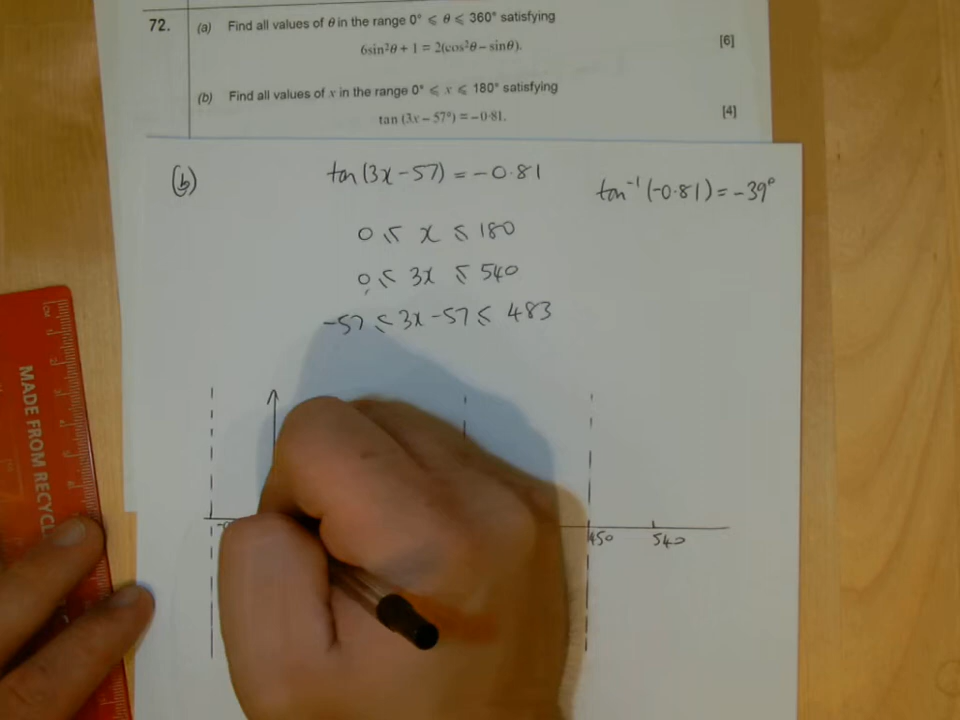 72. (a) Find all values of θ in the range 0° ⩽ θ ⩽ 360° satisfying
6sin²θ + 1 = 2(cos²θ – sinθ). [6]
(b) Find all values of x in the range 0° ⩽ x ⩽ 180° satisfying
tan (3x – 57°) = –0·81. [4]
(b) tan(3x - 57) = -0.81
tan⁻¹(-0.81) = -39°
0 ≤ x ≤ 180
0 ≤ 3x ≤ 540
-57 ≤ 3x - 57 ≤ 483
450 540
MADE FROM